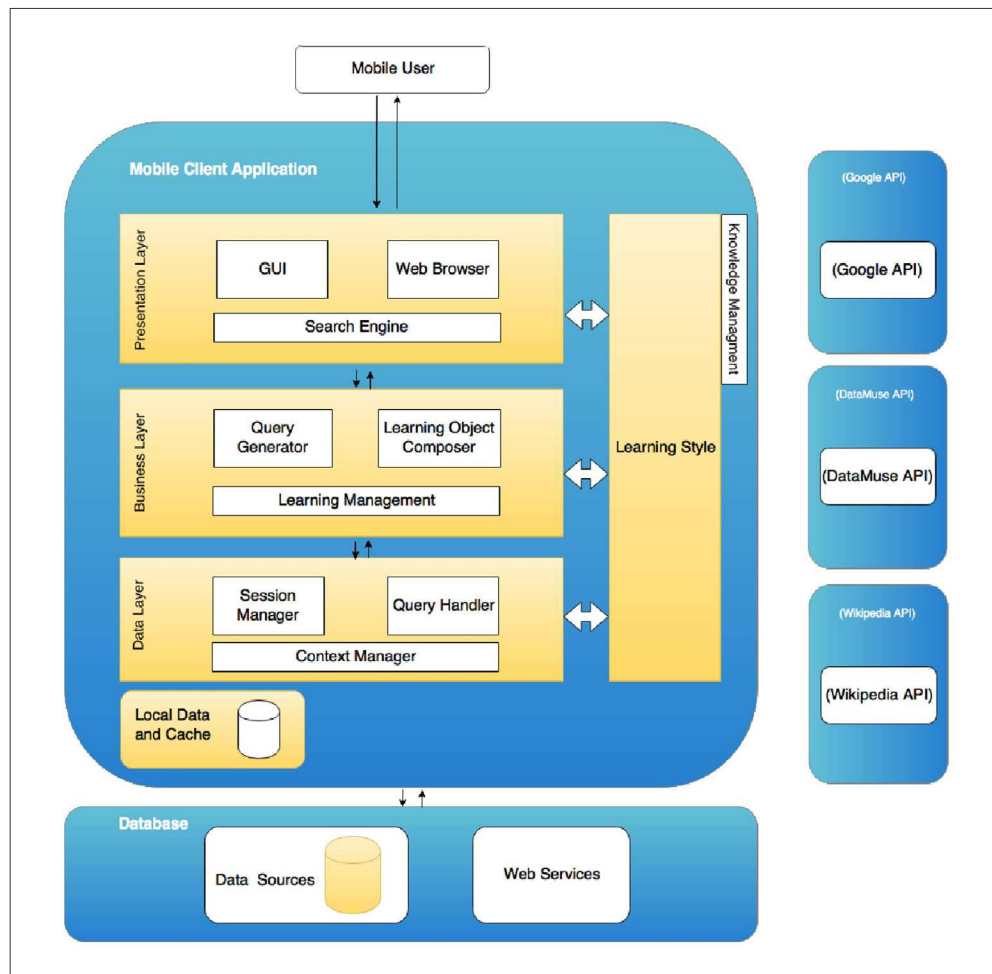 Mobile User
Mobile Client Application
Presentation Layer
GUI
Web Browser
Search Engine
Business Layer
Query
Generator
Learning Object
Composer
Learning Management
Data Layer
Session
Manager
Query Handler
Context Manager
Learning Style
Knowledge Managment
Local Data
and Cache
Database
Data Sources
Web Services
(Google API)
(Google API)
(DataMuse API)
(DataMuse API)
(Wikipedia API)
(Wikipedia API)